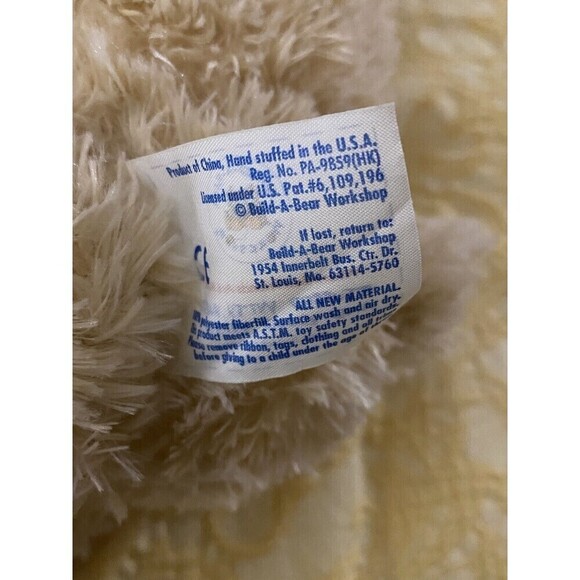 Product of China, Hand stuffed in the U.S.A.
Reg. No. PA-9859(HK)
Licensed under U.S. Pat.#6,109,196
© Build-A-Bear Workshop
If lost, return to:
Build-A-Bear Workshop
1954 Innerbelt Bus. Ctr. Dr.
St. Louis, Mo. 63114-5760
CE
ALL NEW MATERIAL
polyester fiberfill. Surface wash and air dry.
product meets A.S.T.M. toy safety standards.
Please remove ribbon, tags, clothing and all
before giving to a child under the age of